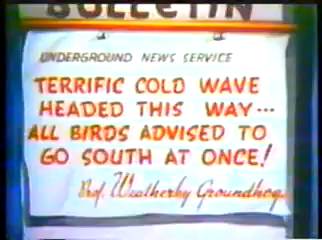 BULLETIN
UNDERGROUND NEWS SERVICE
TERRIFIC COLD WAVE
HEADED THIS WAY...
ALL BIRDS ADVISED TO
GO SOUTH AT ONCE!
Prof. Weatherby Groundhog